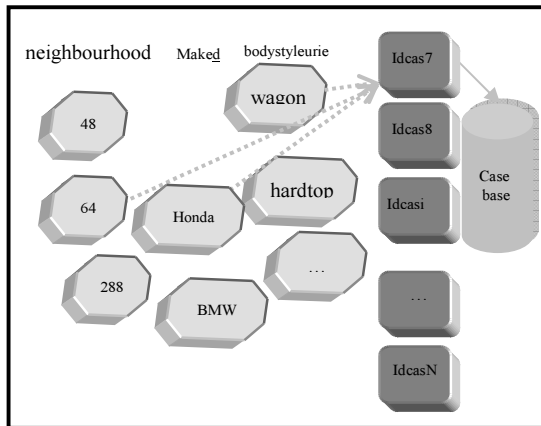 neighbourhood Maked bodystyleurie
Idcas7
wagon
48
Idcas8
Case
base
hardtop
64
Honda
Idcasi
288
...
BMW
...
IdcasN